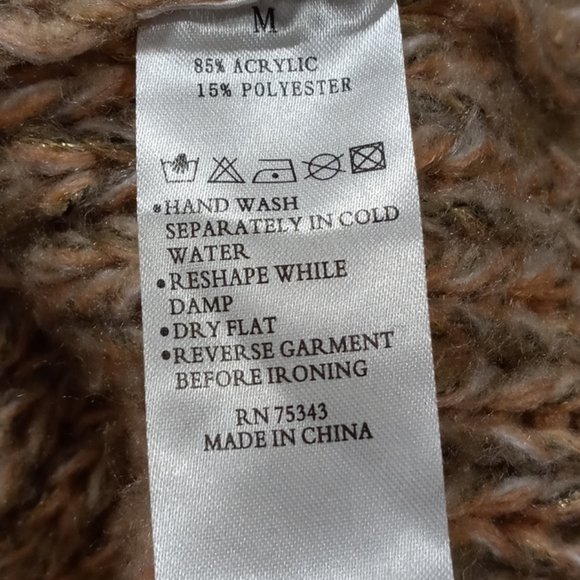 M
85% ACRYLIC
15% POLYESTER
•HAND WASH
SEPARATELY IN COLD
WATER
•RESHAPE WHILE
DAMP
•DRY FLAT
•REVERSE GARMENT
BEFORE IRONING
RN 75343
MADE IN CHINA